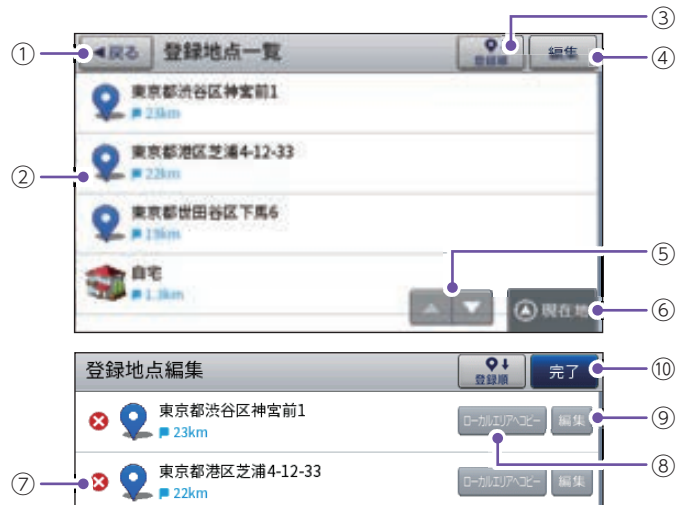 ③
① ◀戻る 登録地点一覧 登録順 編集 ④
東京都渋谷区神宮前1
23km
② 東京都港区芝浦4-12-33
22km
東京都世田谷区下馬6
19km
⑤
自宅
1.3km
現在地 ⑥
登録地点編集 登録順 完了 ⑩
東京都渋谷区神宮前1 ローカルエリアへコピー 編集 ⑨
23km
⑧
⑦ 東京都港区芝浦4-12-33 ローカルエリアへコピー 編集
22km